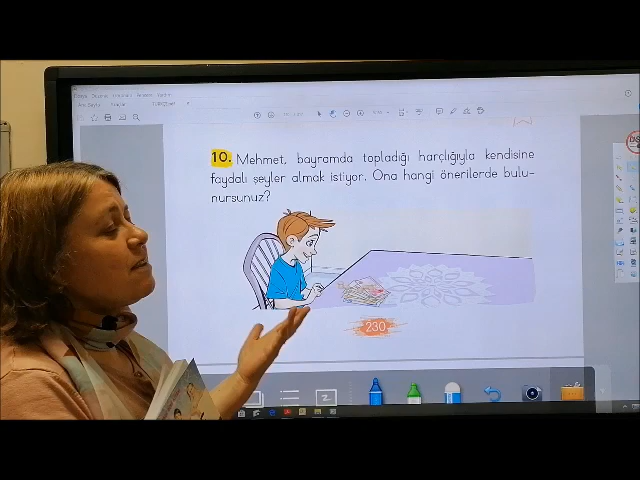 10. Mehmet, bayramda topladığı harçlığıyla kendisine
faydalı şeyler almak istiyor. Ona hangi önerilerde bulu-
nursunuz?
230